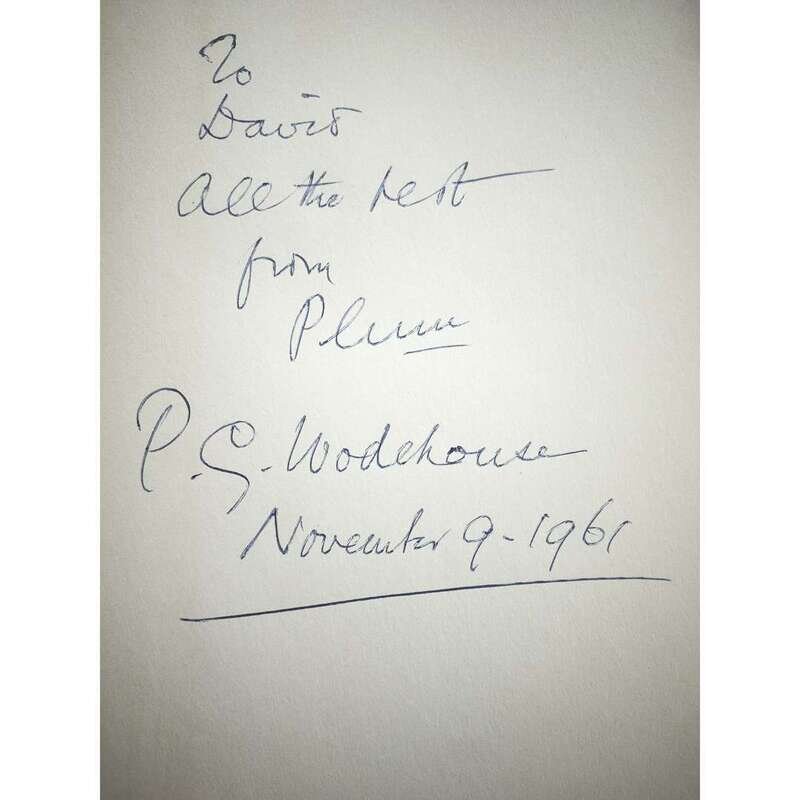 To
David
All the best
from
Plum
P. G. Wodehouse
November 9 - 1961